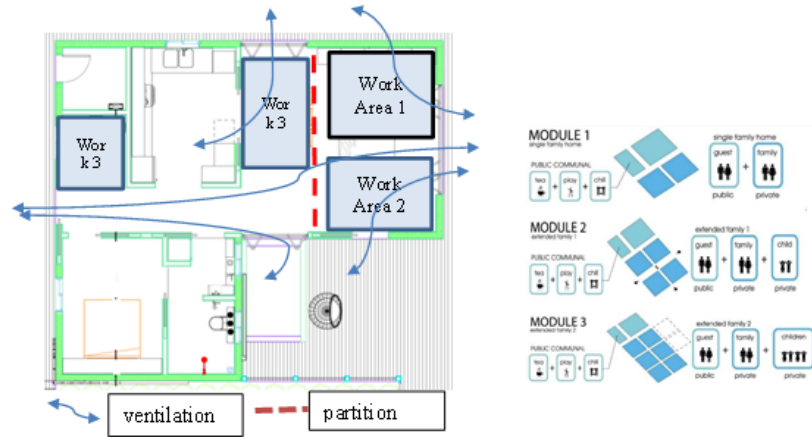 Work
Area 1
Wor
k 3
Wor
k 3
Work
Area 2
ventilation
partition
MODULE 1
single family home
PUBLIC COMMUNAL
tea + play + chill
single family home
guest + family
public private
MODULE 2
extended family 1
PUBLIC COMMUNAL
tea + play + chill
extended family 1
guest + family + child
public private private
MODULE 3
extended family 2
PUBLIC COMMUNAL
tea + play + chill
extended family 2
guest + family + children
public private private